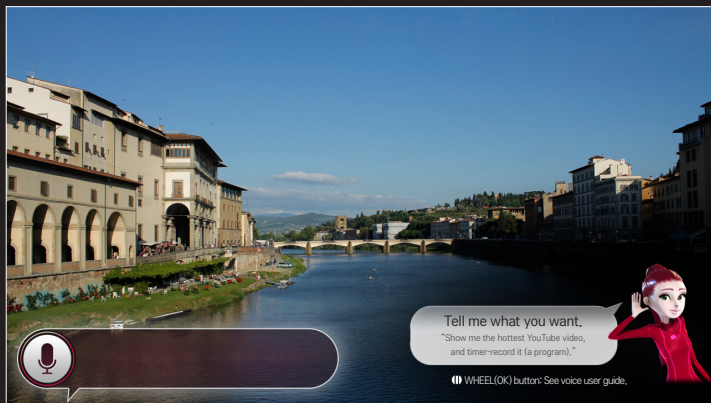 Tell me what you want.
"Show me the hottest YouTube video,
and timer-record it (a program)."
WHEEL(OK) button: See voice user guide.